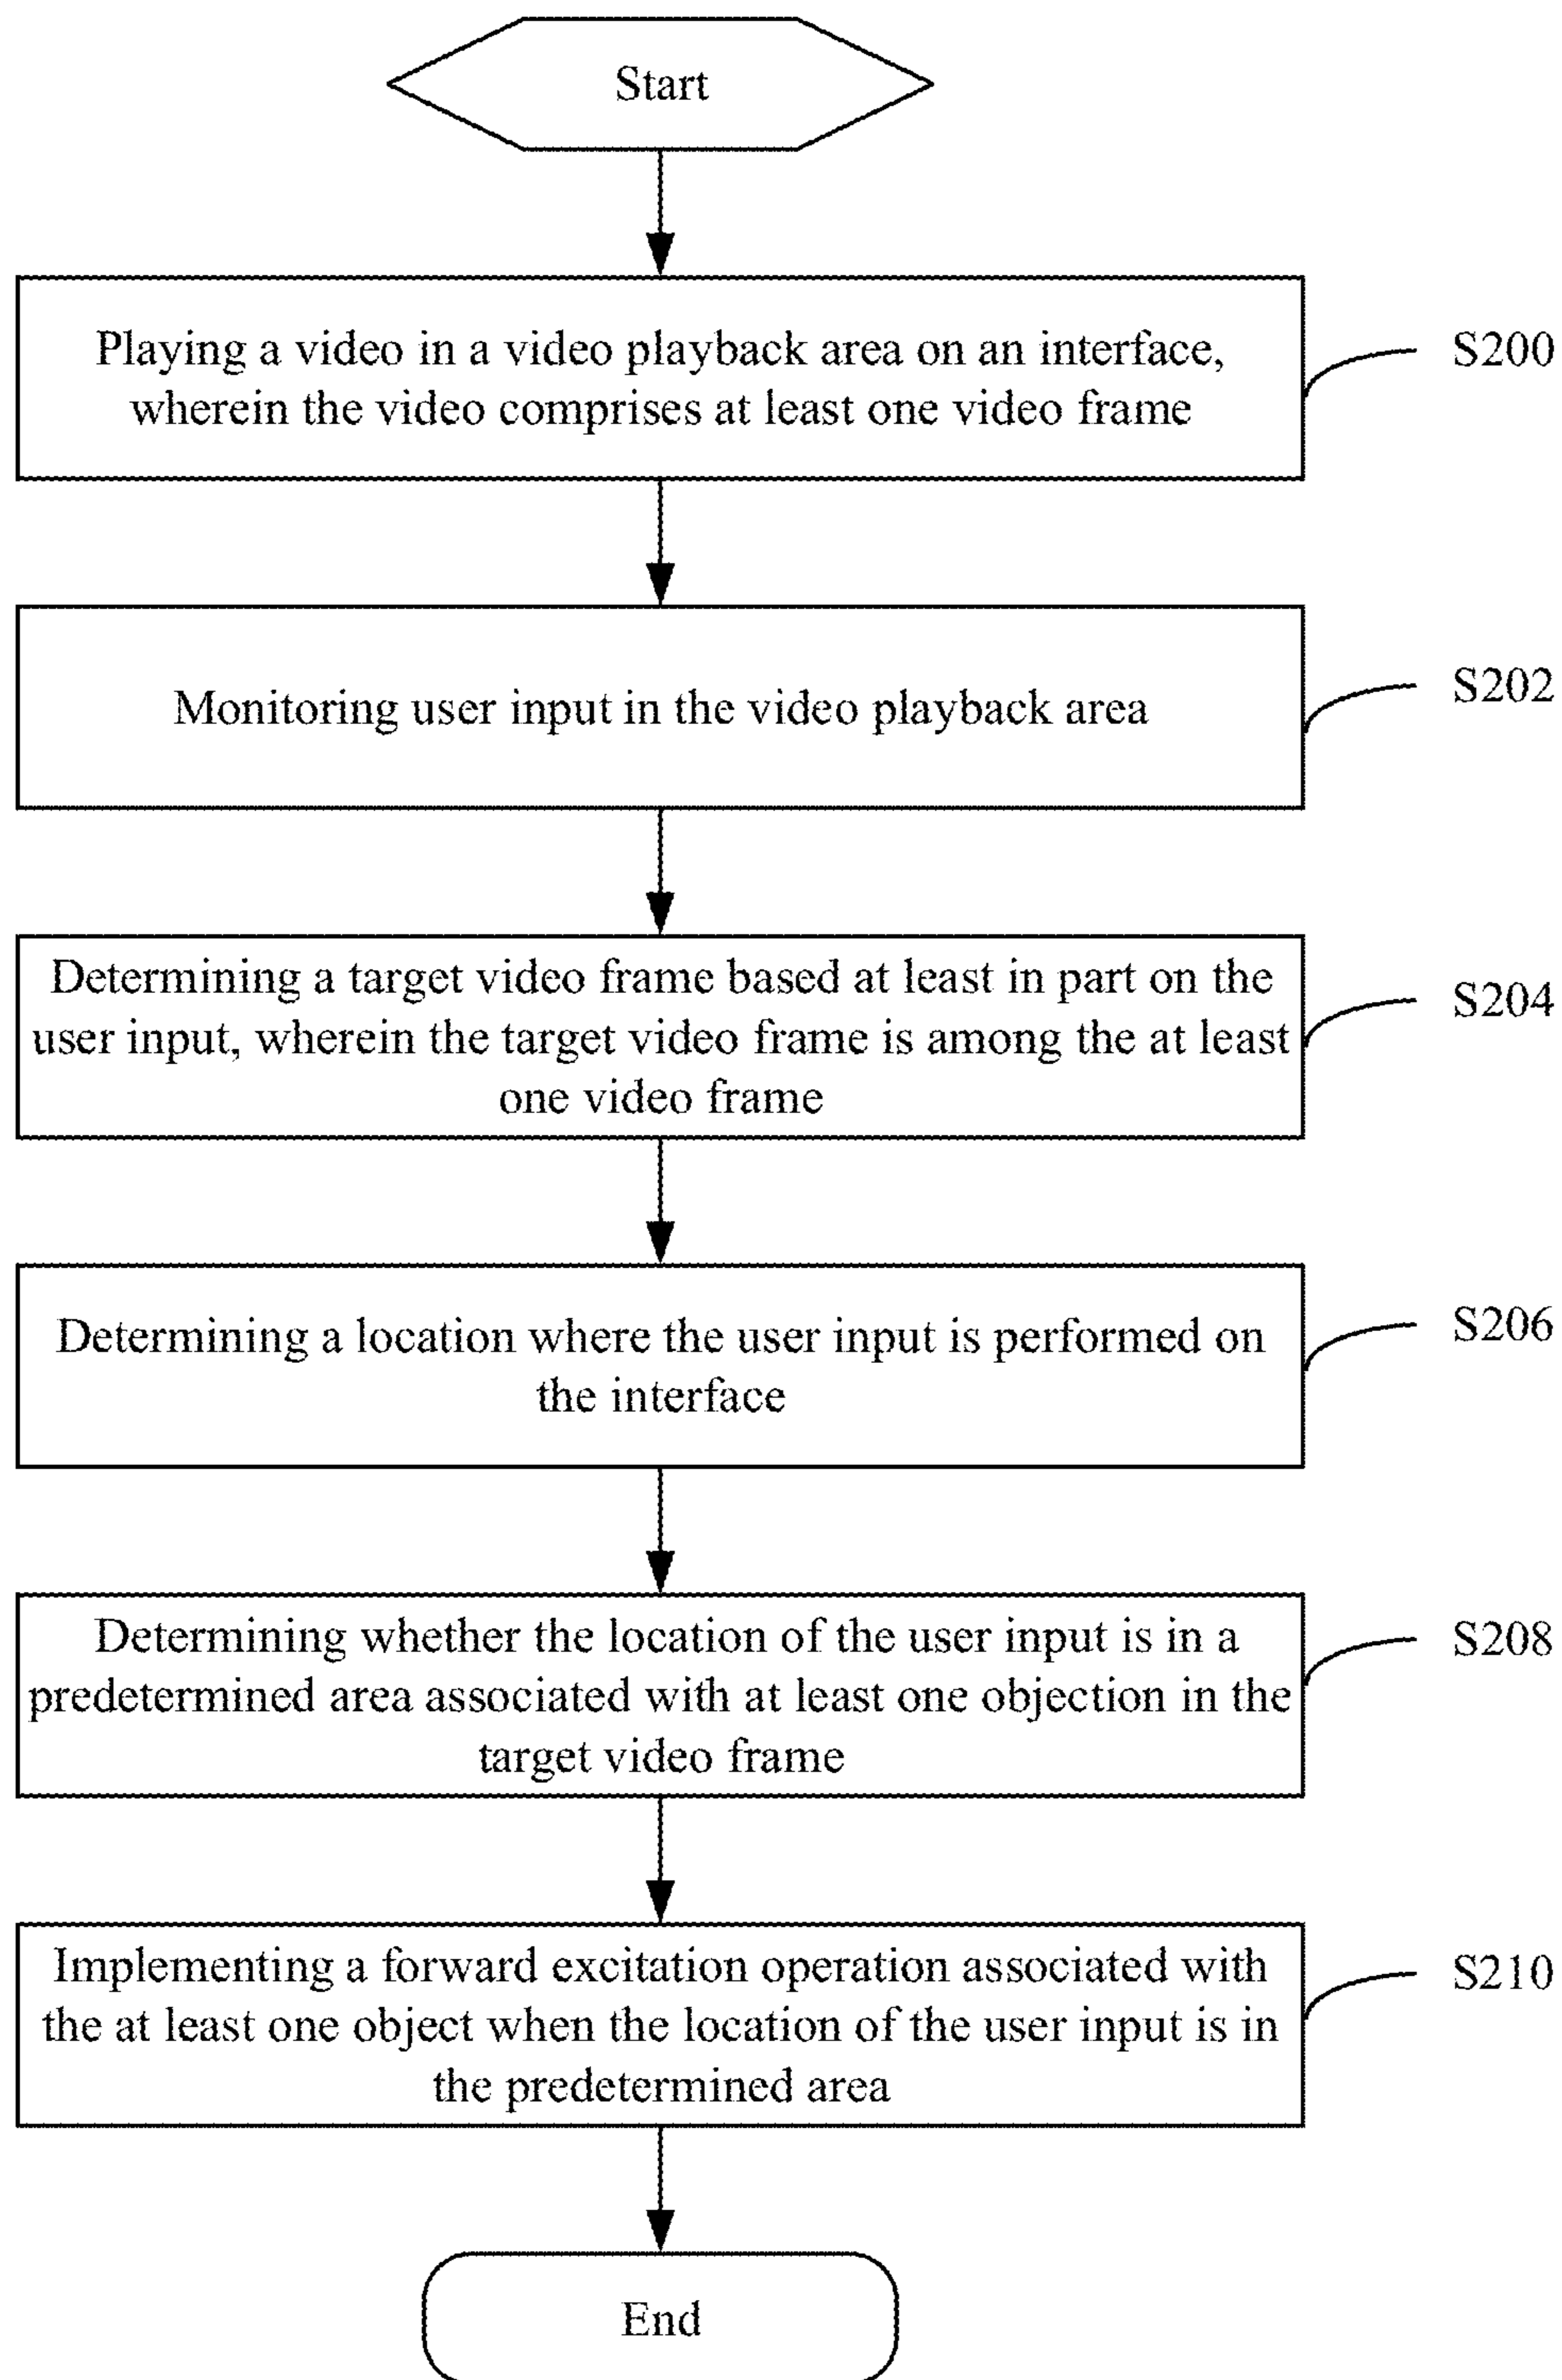 Start
Playing a video in a video playback area on an interface,
wherein the video comprises at least one video frame
S200
Monitoring user input in the video playback area
S202
Determining a target video frame based at least in part on the
user input, wherein the target video frame is among the at least
one video frame
S204
Determining a location where the user input is performed on
the interface
S206
Determining whether the location of the user input is in a
predetermined area associated with at least one objection in the
target video frame
S208
Implementing a forward excitation operation associated with
the at least one object when the location of the user input is in
the predetermined area
S210
End